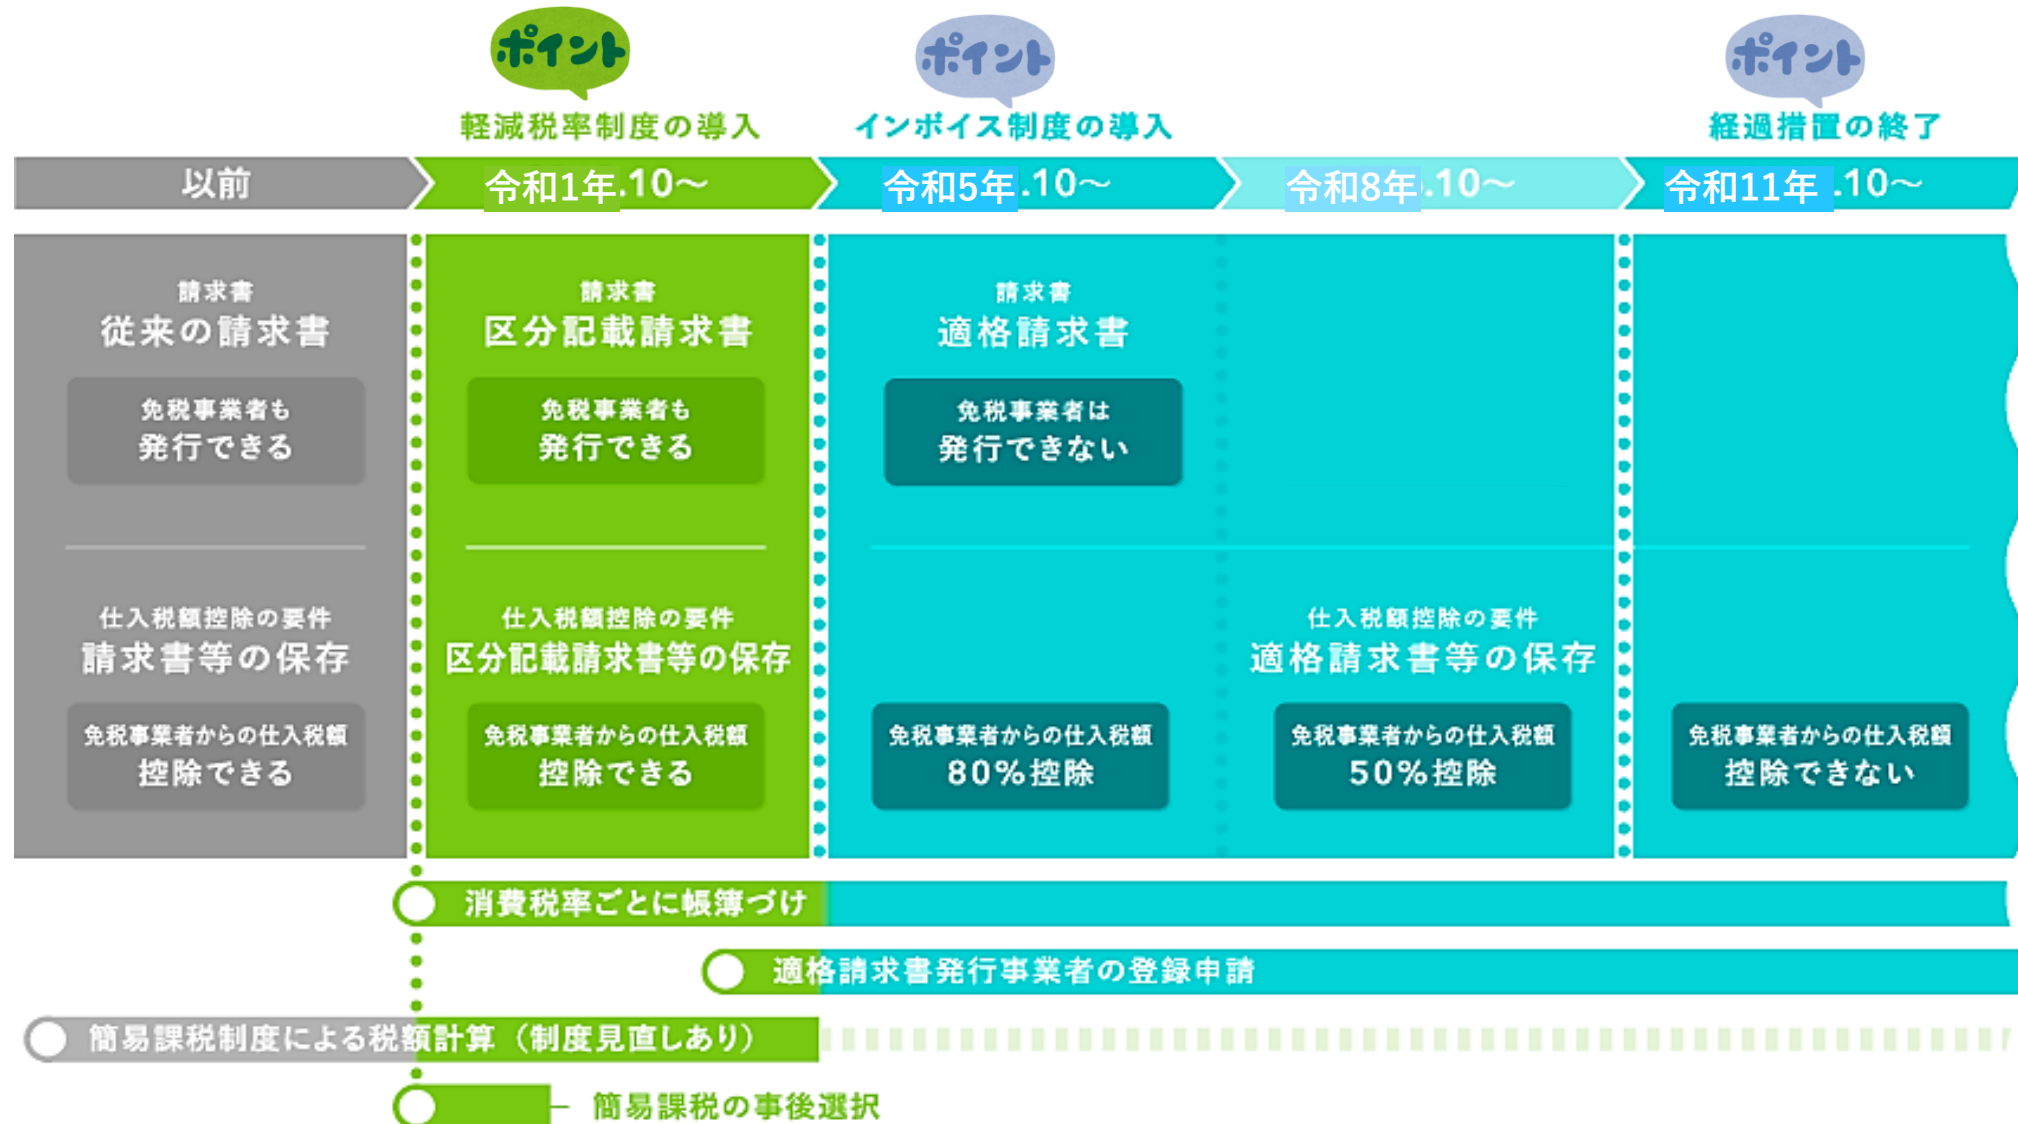 ポイント
ポイント
ポイント
軽減税率制度の導入
インボイス制度の導入
経過措置の終了
以前
令和1年.10～
令和5年.10～
令和8年.10～
令和11年.10～
請求書
従来の請求書
免税事業者も
発行できる
請求書
区分記載請求書
免税事業者も
発行できる
請求書
適格請求書
免税事業者は
発行できない
仕入税額控除の要件
請求書等の保存
免税事業者からの仕入税額
控除できる
仕入税額控除の要件
区分記載請求書等の保存
免税事業者からの仕入税額
控除できる
免税事業者からの仕入税額
80%控除
仕入税額控除の要件
適格請求書等の保存
免税事業者からの仕入税額
50%控除
免税事業者からの仕入税額
控除できない
消費税率ごとに帳簿づけ
適格請求書発行事業者の登録申請
簡易課税制度による税額計算（制度見直しあり）
簡易課税の事後選択